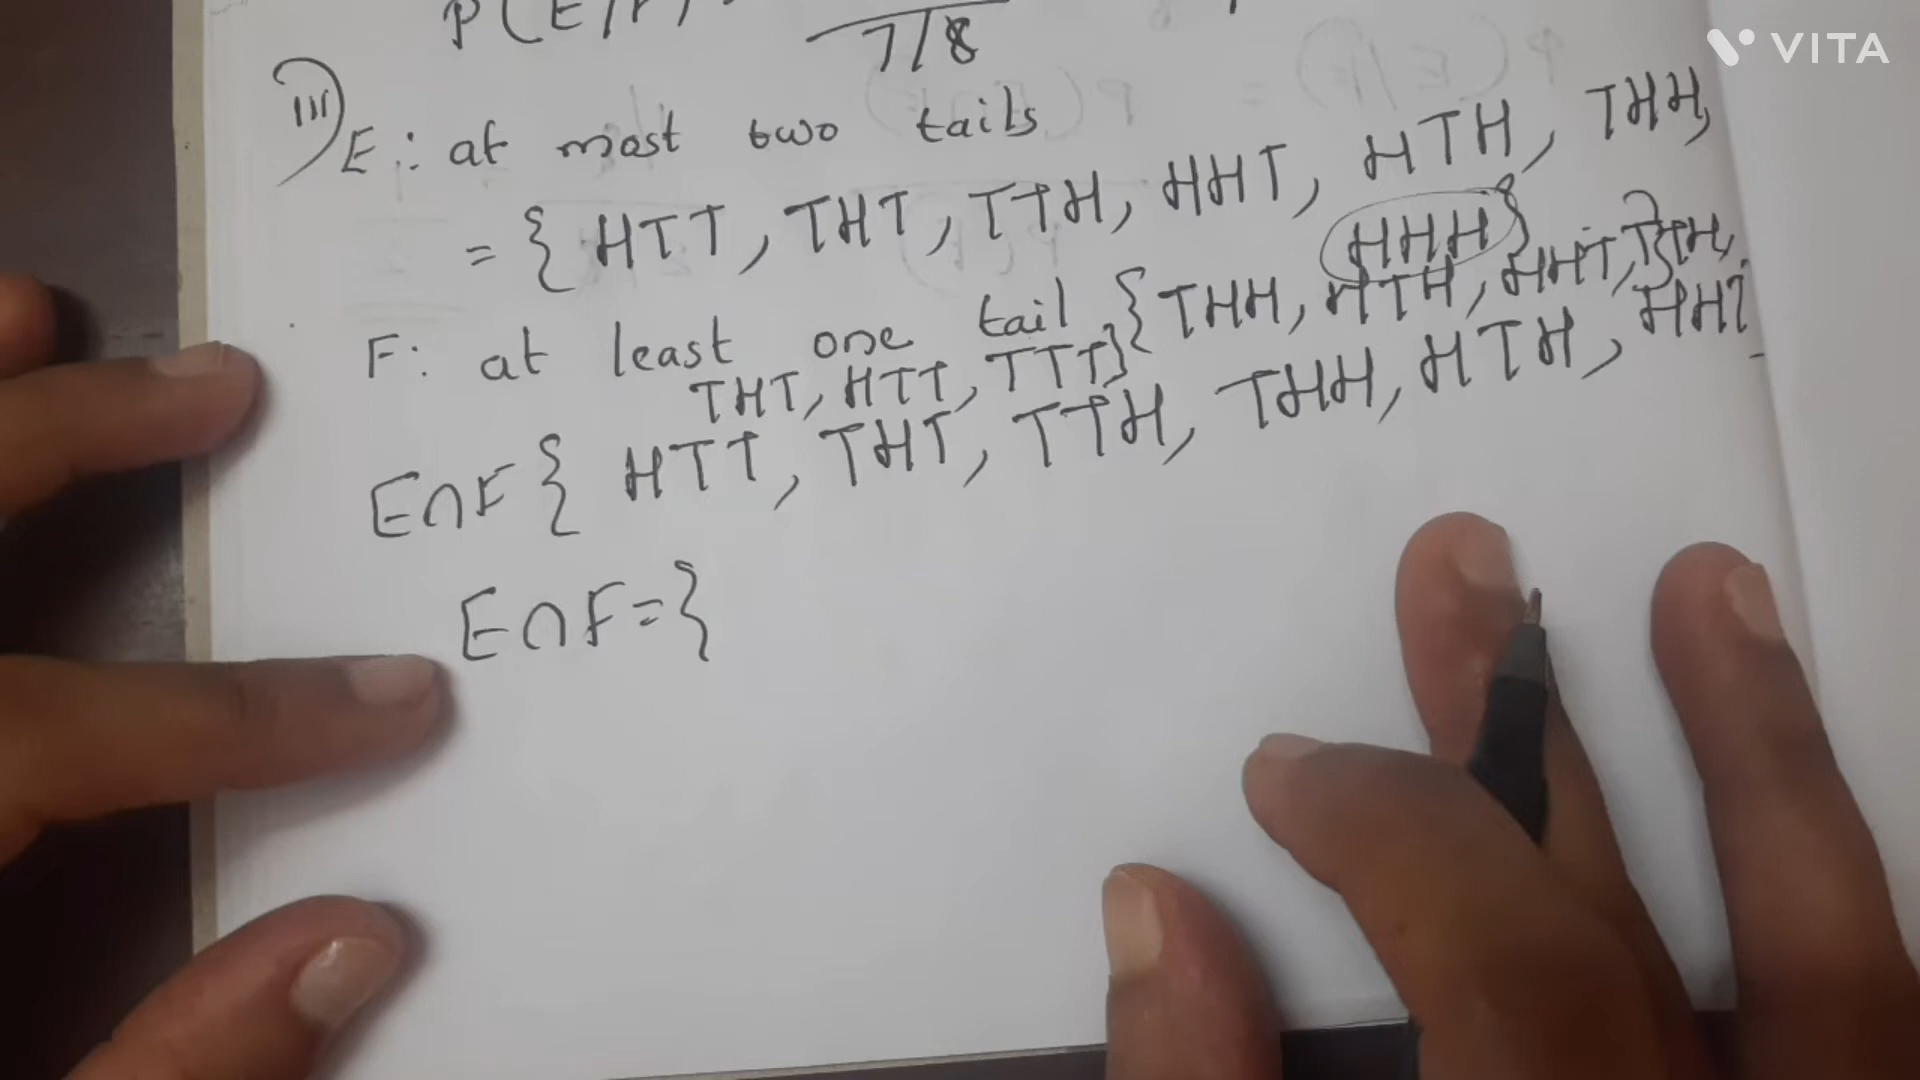 P(E/F)
7/8
VITA
iii) E: at most two tails
= { HTT, THT, TTH, HHT, HTH, THH,
HHH}
F: at least one tail {THH, HTH, HHT, TTH,
THT, HTT, TTT}
E∩F { HTT, THT, TTH, THH, HTH, HHT
E∩F={